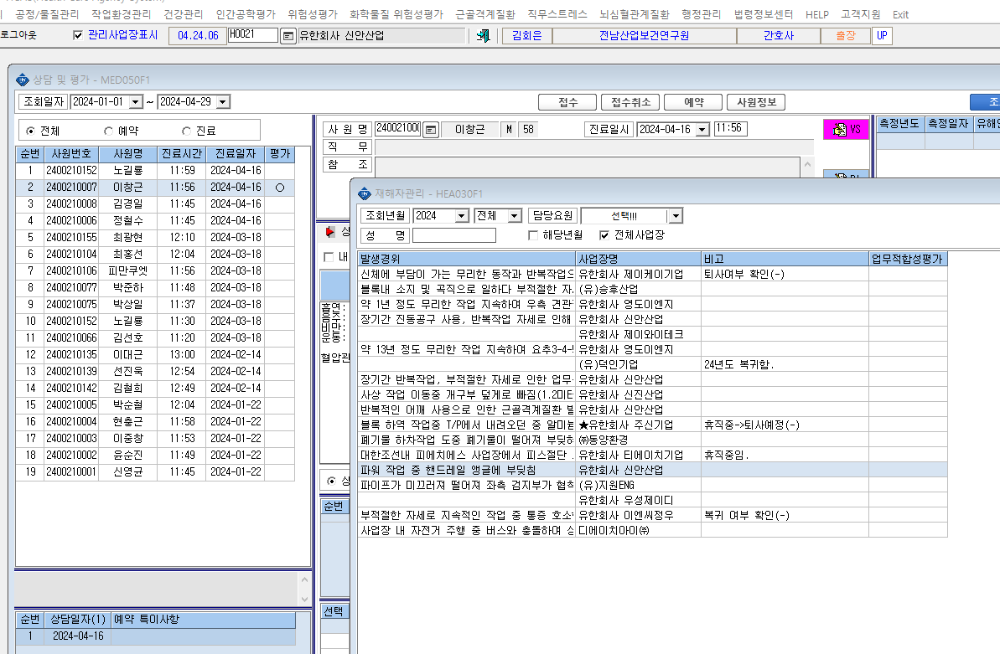 공정/물질관리 작업환경관리 건강관리 인간공학평가 위험성평가 화학물질 위험성평가 근골격계질환 직무스트레스 뇌심혈관계질환 행정관리 법령정보센터 HELP 고객지원 Exit
로그아웃 관리사업장표시 04.24.06 H0021 유한회사 신안산업 김회은 전남산업보건연구원 간호사 출장 UP
상담 및 평가 - MED050F1
조회일자 2024-01-01 ~ 2024-04-29 접수 접수취소 예약 사원정보 조
전체 예약 진료
사 원 명 2400210007 이창근 M 58 진료일시 2024-04-16 11:56 VS
직 무
참 조
측정년도 측정일자 유해인
순번 사원번호 사원명 진료시간 진료일자 평가
1 2400210152 노길룡 11:59 2024-04-16
2 2400210007 이창근 11:56 2024-04-16 ○
3 2400210008 김경일 11:45 2024-04-16
4 2400210006 정철수 11:45 2024-04-16
5 2400210155 최광현 12:10 2024-03-18
6 2400210104 최홍선 12:04 2024-03-18
7 2400210106 피만쿠엣 11:56 2024-03-18
8 2400210077 박준하 11:48 2024-03-18
9 2400210075 박상일 11:37 2024-03-18
10 2400210152 노길룡 11:30 2024-03-18
11 2400210066 김선호 11:20 2024-03-18
12 2400210135 이대근 13:00 2024-02-14
13 2400210139 선진욱 12:54 2024-02-14
14 2400210142 김철희 12:49 2024-02-14
15 2400210005 박순철 12:04 2024-01-22
16 2400210004 현충근 11:58 2024-01-22
17 2400210003 이중창 11:53 2024-01-22
18 2400210002 윤순진 11:49 2024-01-22
19 2400210001 신영균 11:45 2024-01-22
순번 상담일자(1) 예약 특이사항
1 2024-04-16
상
내
비만:
운동:
혈압관
상
순번
선택
재해자관리 - HEA030F1
조회년월 2024 전체 담당요원 선택!!!
성 명 해당년월 전체사업장
발생경위 사업장명 비고 업무적합성평가
신체에 부담이 가는 무리한 동작과 반복작업으 유한회사 제이케이기업 퇴사여부 확인(-)
블록내 소지 및 곡직으로 일하다 부적절한 자. (유)승후산업
약 1년 정도 무리한 작업 지속하여 우측 견관 유한회사 영도이엔지
장기간 진동공구 사용, 반복작업 자세로 인해 유한회사 신안산업
유한회사 제이와이테크
약 13년 정도 무리한 작업 지속하여 요추3-4- 유한회사 영도이엔지
(유)덕인기업 24년도 복귀함.
장기간 반복작업, 부적절한 자세로 인한 업무 유한회사 신안산업
사상 작업 이동중 개구부 덮게로 빠짐(1.2미터 유한회사 신진산업
반복적인 어깨 사용으로 인한 근골격계질환 발 유한회사 신안산업
블록 하역 작업중 T/P에서 내려오던 중 알미늄 ★유한회사 주신기업 휴직중->퇴사예정(-)
폐기물 하차작업 도중 폐기물이 떨어져 부딪히 ㈜동양환경
대한조선내 피에치에스 사업장에서 피스절단 . 유한회사 티에이치기업 휴직중임.
파워 작업 중 핸드레일 앵글에 부딪힘 유한회사 신안산업
파이프가 미끄러져 떨어져 좌측 검지부가 협착 (유)지원ENG
유한회사 우성제이디
부적절한 자세로 지속적인 작업 중 통증 호소 유한회사 이엔씨정우 복귀 여부 확인(-)
사업장 내 자전거 주행 중 버스와 충돌하여 디에이치아이㈜